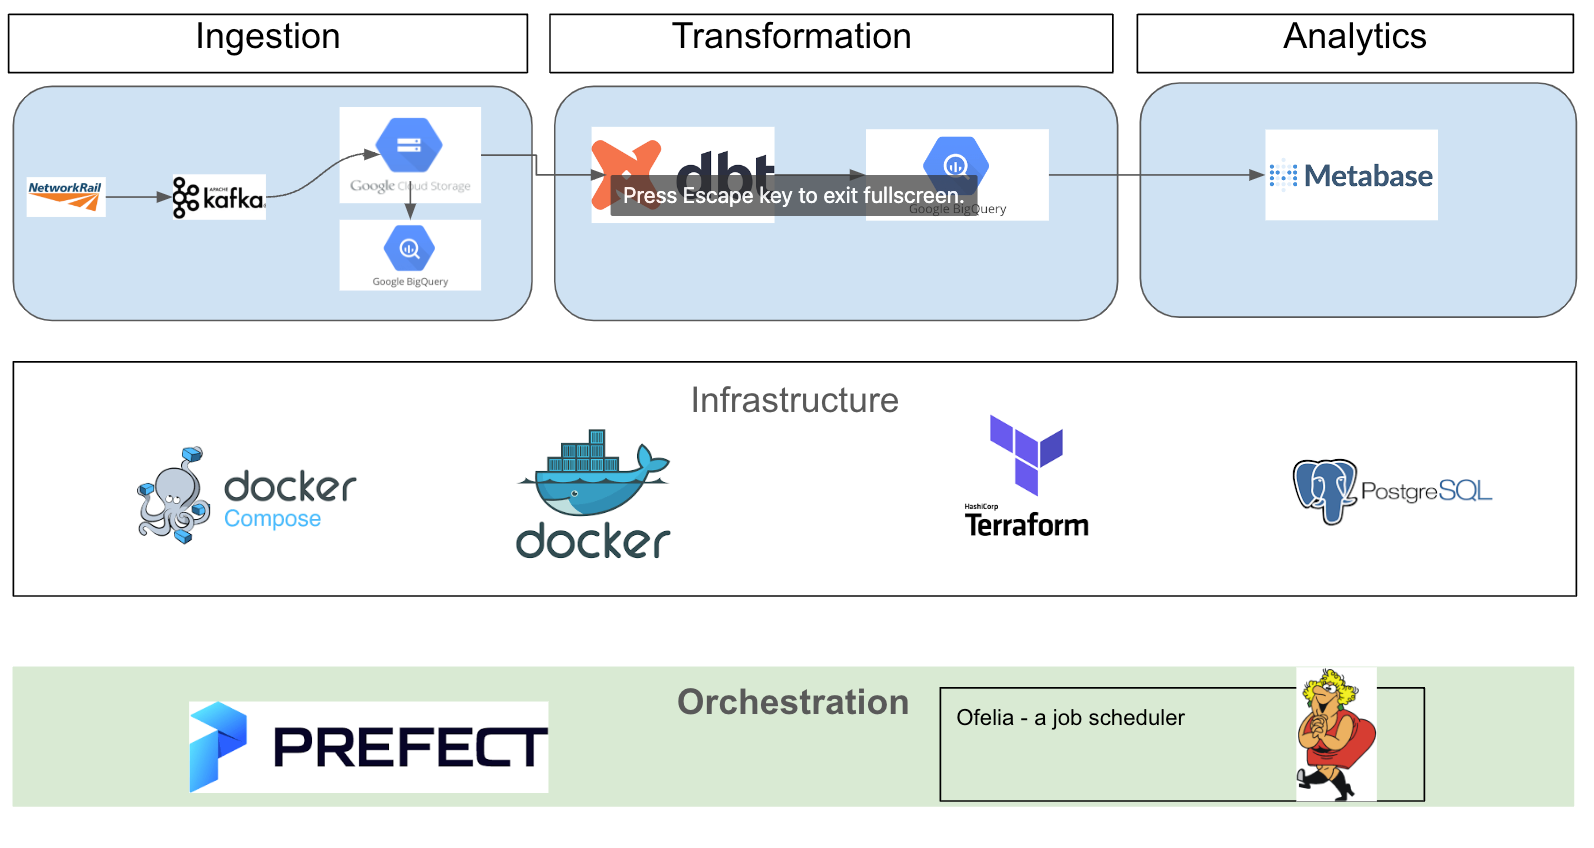 Ingestion
Transformation
Analytics
NetworkRail
APACHE
kafka
Google Cloud Storage
Google BigQuery
dbt
Press Escape key to exit fullscreen.
Google BigQuery
Metabase
Infrastructure
docker
Compose
docker
HashiCorp
Terraform
PostgreSQL
Orchestration
PREFECT
Ofelia - a job scheduler